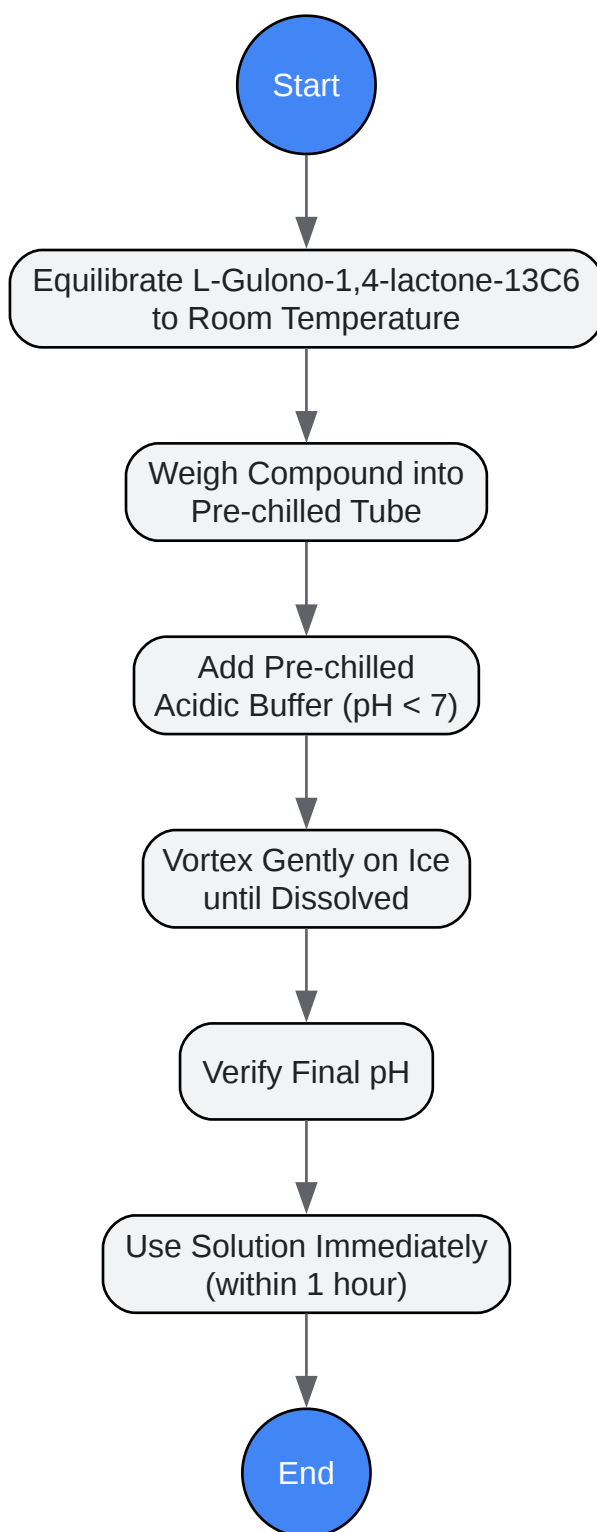 Start
Equilibrate L-Gulono-1,4-lactone-13C6
to Room Temperature
Weigh Compound into
Pre-chilled Tube
Add Pre-chilled
Acidic Buffer (pH < 7)
Vortex Gently on Ice
until Dissolved
Verify Final pH
Use Solution Immediately
(within 1 hour)
End